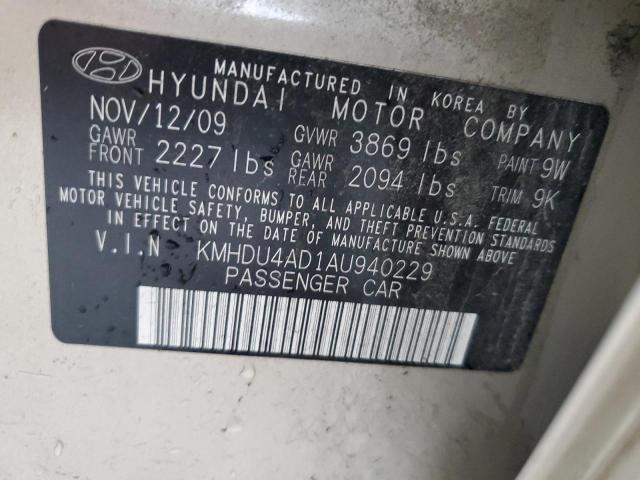 MANUFACTURED IN KOREA BY
HYUNDAI MOTOR COMPANY
NOV/12/09 GVWR 3869 lbs PAINT 9W
GAWR FRONT 2227 lbs GAWR REAR 2094 lbs TRIM 9K
THIS VEHICLE CONFORMS TO ALL APPLICABLE U.S.A. FEDERAL
MOTOR VEHICLE SAFETY, BUMPER, AND THEFT PREVENTION STANDARDS
IN EFFECT ON THE DATE OF MANUFACTURE SHOWN ABOVE
V.I.N KMHDU4AD1AU940229
PASSENGER CAR